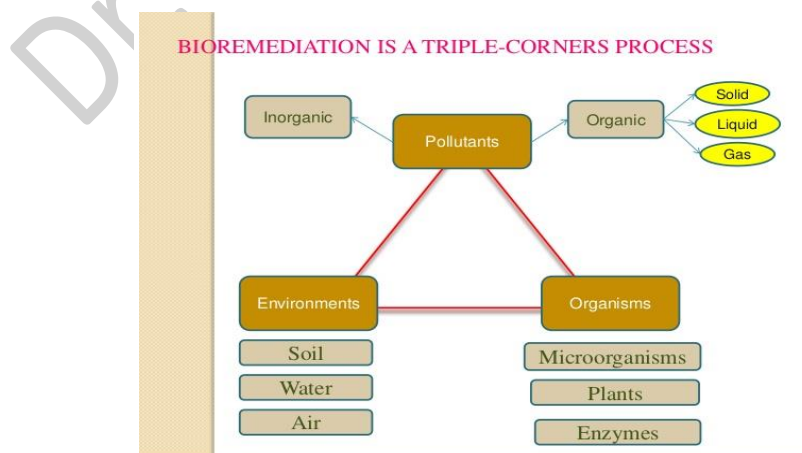 Dr.
BIOREMEDIATION IS A TRIPLE-CORNERS PROCESS
Solid
Inorganic
Organic
Liquid
Pollutants
Gas
Environments
Organisms
Soil
Microorganisms
Water
Plants
Air
Enzymes